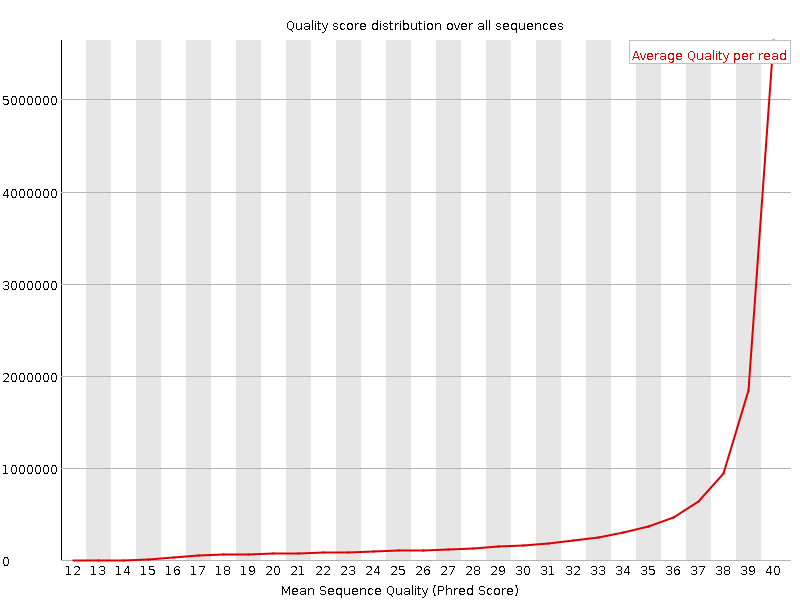 Quality score distribution over all sequences
Average Quality per read
5000000
4000000
3000000
2000000
1000000
0
12 13 14 15 16 17 18 19 20 21 22 23 24 25 26 27 28 29 30 31 32 33 34 35 36 37 38 39 40
Mean Sequence Quality (Phred Score)